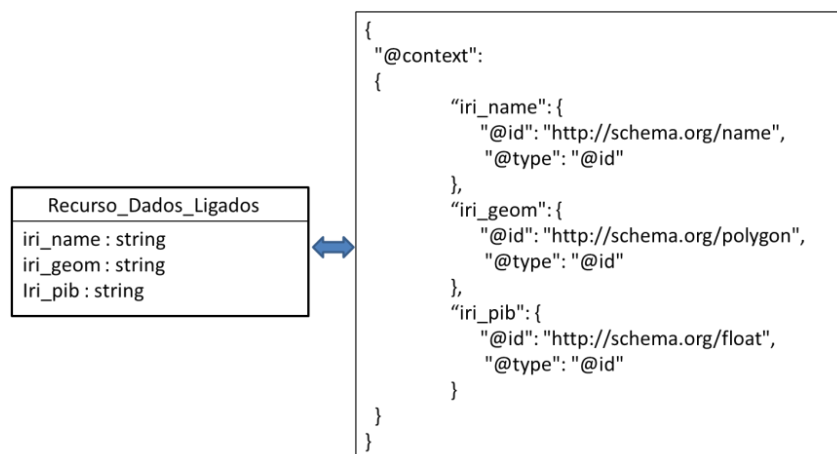 Recurso_Dados_Ligados
iri_name : string
iri_geom : string
Iri_pib : string
{
"@context":
{
“iri_name": {
"@id": "http://schema.org/name",
"@type": "@id"
},
"iri_geom": {
"@id": "http://schema.org/polygon",
"@type": "@id"
},
“iri_pib": {
"@id": "http://schema.org/float",
"@type": "@id"
}
}
}